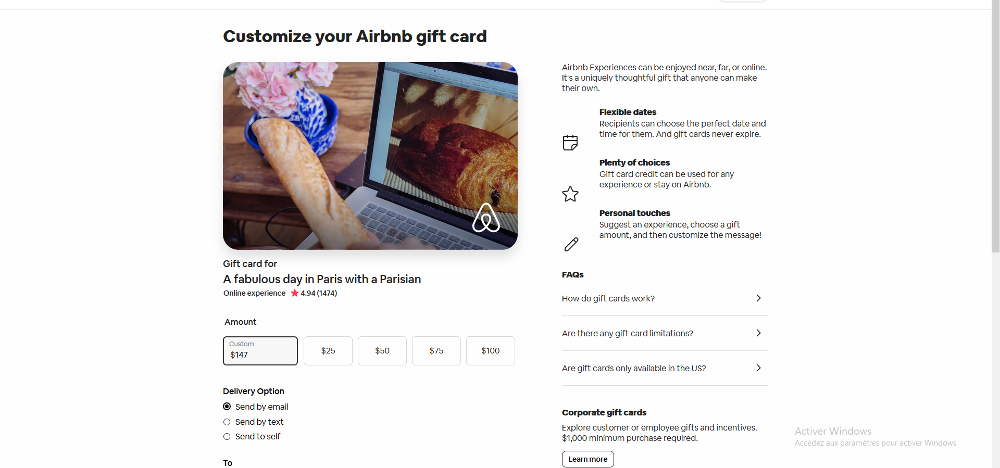 Customize your Airbnb gift card
Gift card for
A fabulous day in Paris with a Parisian
Online experience 4.94 (1474)
Amount
Custom
$147
$25
$50
$75
$100
Delivery Option
Send by email
Send by text
Send to self
To
Airbnb Experiences can be enjoyed near, far, or online.
It's a uniquely thoughtful gift that anyone can make
their own.
Flexible dates
Recipients can choose the perfect date and
time for them. And gift cards never expire.
Plenty of choices
Gift card credit can be used for any
experience or stay on Airbnb.
Personal touches
Suggest an experience, choose a gift
amount, and then customize the message!
FAQs
How do gift cards work?
Are there any gift card limitations?
Are gift cards only available in the US?
Corporate gift cards
Explore customer or employee gifts and incentives.
$1,000 minimum purchase required.
Learn more
Activer Windows
Accédez aux paramètres pour activer Windows.